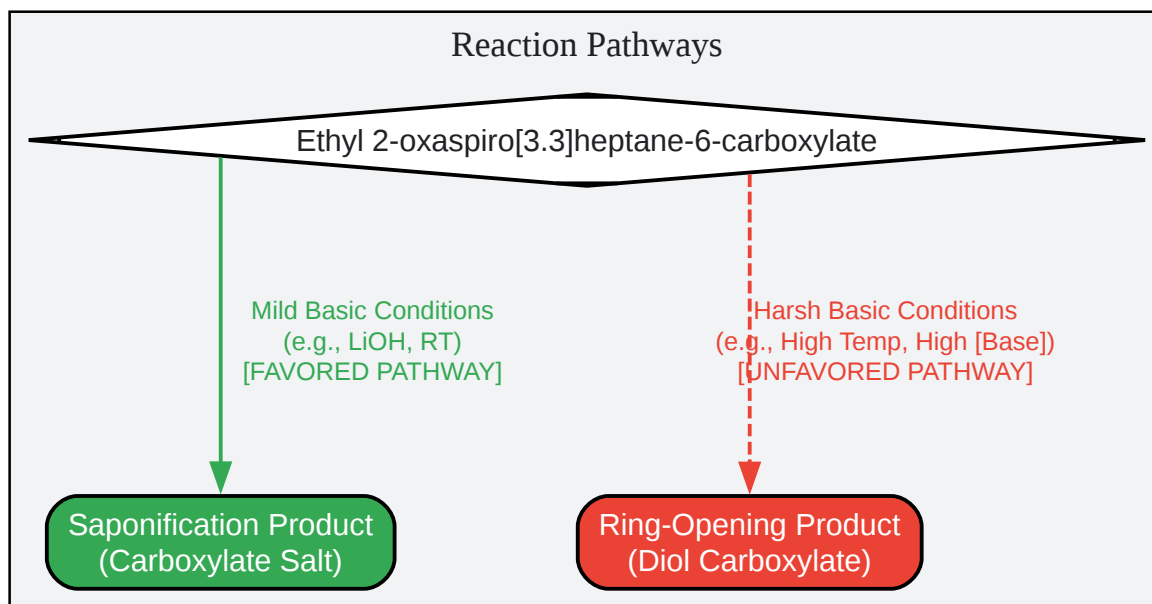 Reaction Pathways
Ethyl 2-oxaspiro[3.3]heptane-6-carboxylate
Mild Basic Conditions
(e.g., LiOH, RT)
[FAVORED PATHWAY]
Harsh Basic Conditions
(e.g., High Temp, High [Base])
[UNFAVORED PATHWAY]
Saponification Product
(Carboxylate Salt)
Ring-Opening Product
(Diol Carboxylate)